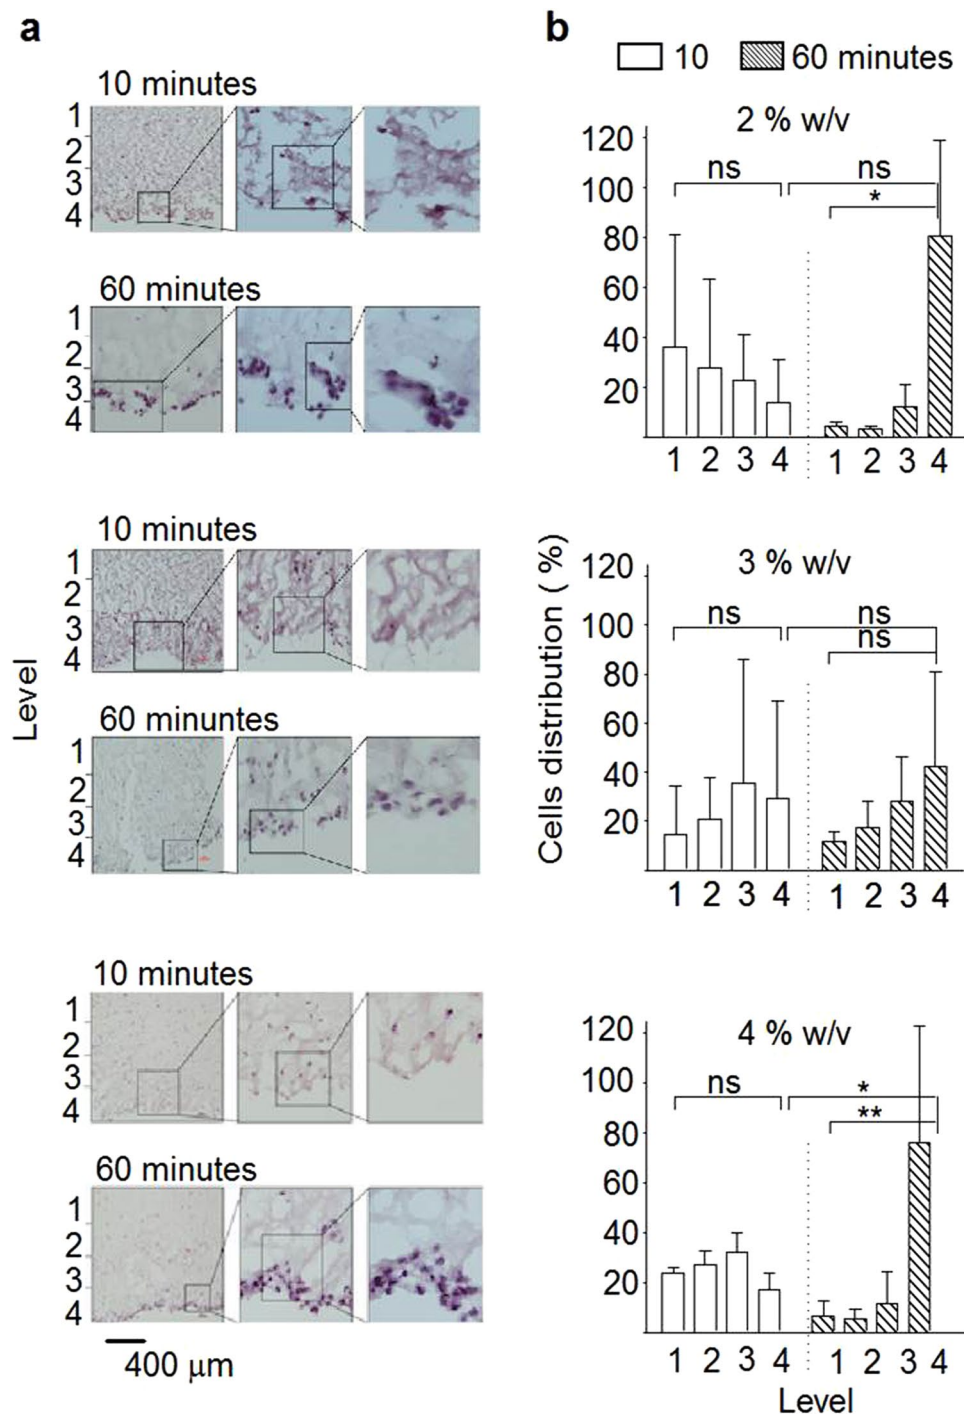 a
10 minutes
1
2
3
4
60 minutes
1
2
3
4
10 minutes
1
2
3
4
60 minuntes
1
2
3
4
10 minutes
1
2
3
4
60 minutes
1
2
3
4
Level
400 µm
b
10 60 minutes
2 % w/v
120
100
80
60
40
20
ns ns
*
1 2 3 4 1 2 3 4
3 % w/v
120
100
80
60
40
20
ns ns
ns
1 2 3 4 1 2 3 4
Cells distribution ( %)
4 % w/v
120
100
80
60
40
20
ns *
**
1 2 3 4 1 2 3 4
Level